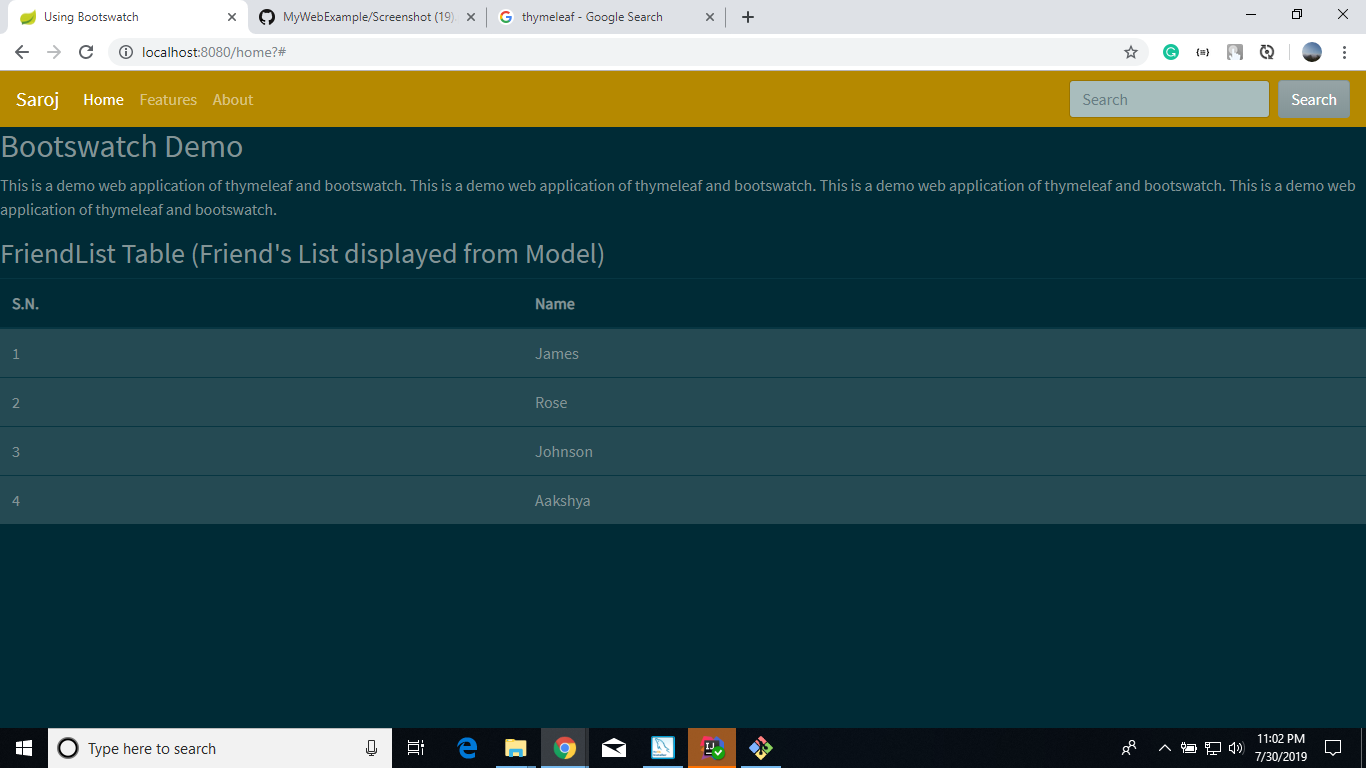 Using Bootswatch
MyWebExample/Screenshot (19)
thymeleaf - Google Search
localhost:8080/home?#
Saroj Home Features About Search Search
Bootswatch Demo
This is a demo web application of thymeleaf and bootswatch. This is a demo web application of thymeleaf and bootswatch. This is a demo web application of thymeleaf and bootswatch. This is a demo web
application of thymeleaf and bootswatch.
FriendList Table (Friend's List displayed from Model)
S.N. Name
1 James
2 Rose
3 Johnson
4 Aakshya
Type here to search
11:02 PM
7/30/2019